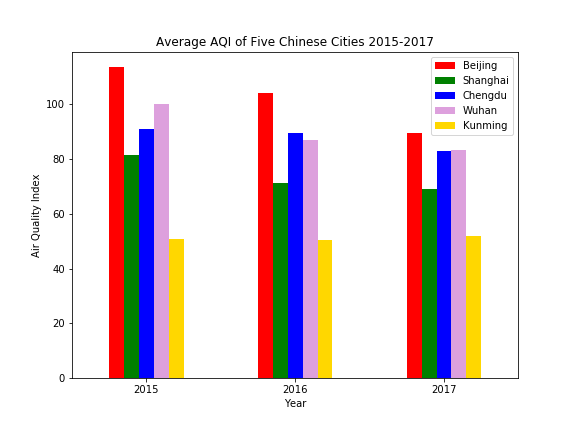 Average AQI of Five Chinese Cities 2015-2017
Beijing
Shanghai
Chengdu
Wuhan
Kunming
100
80
60
40
20
0
Air Quality Index
2015 2016 2017
Year